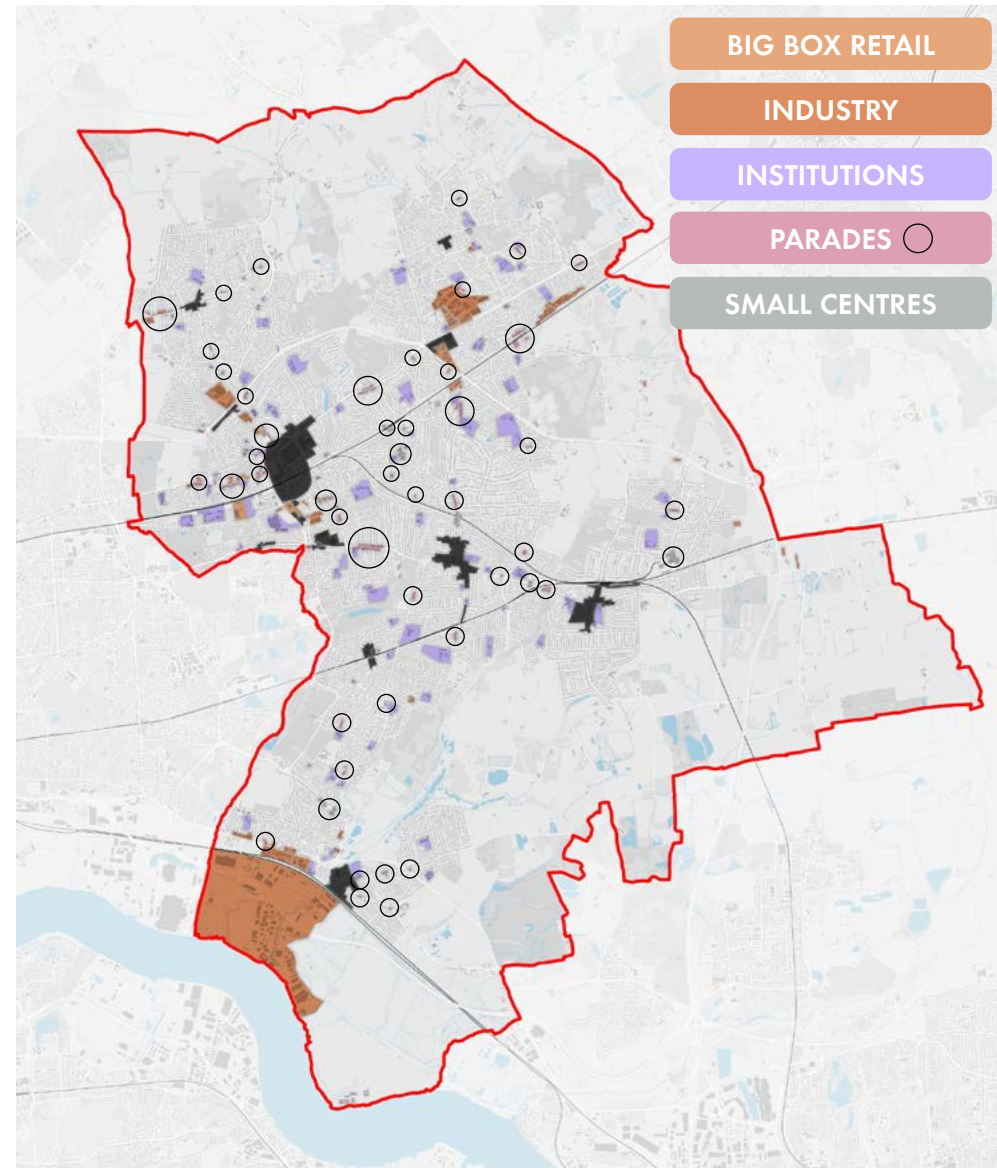 BIG BOX RETAIL
INDUSTRY
INSTITUTIONS
PARADES
SMALL CENTRES